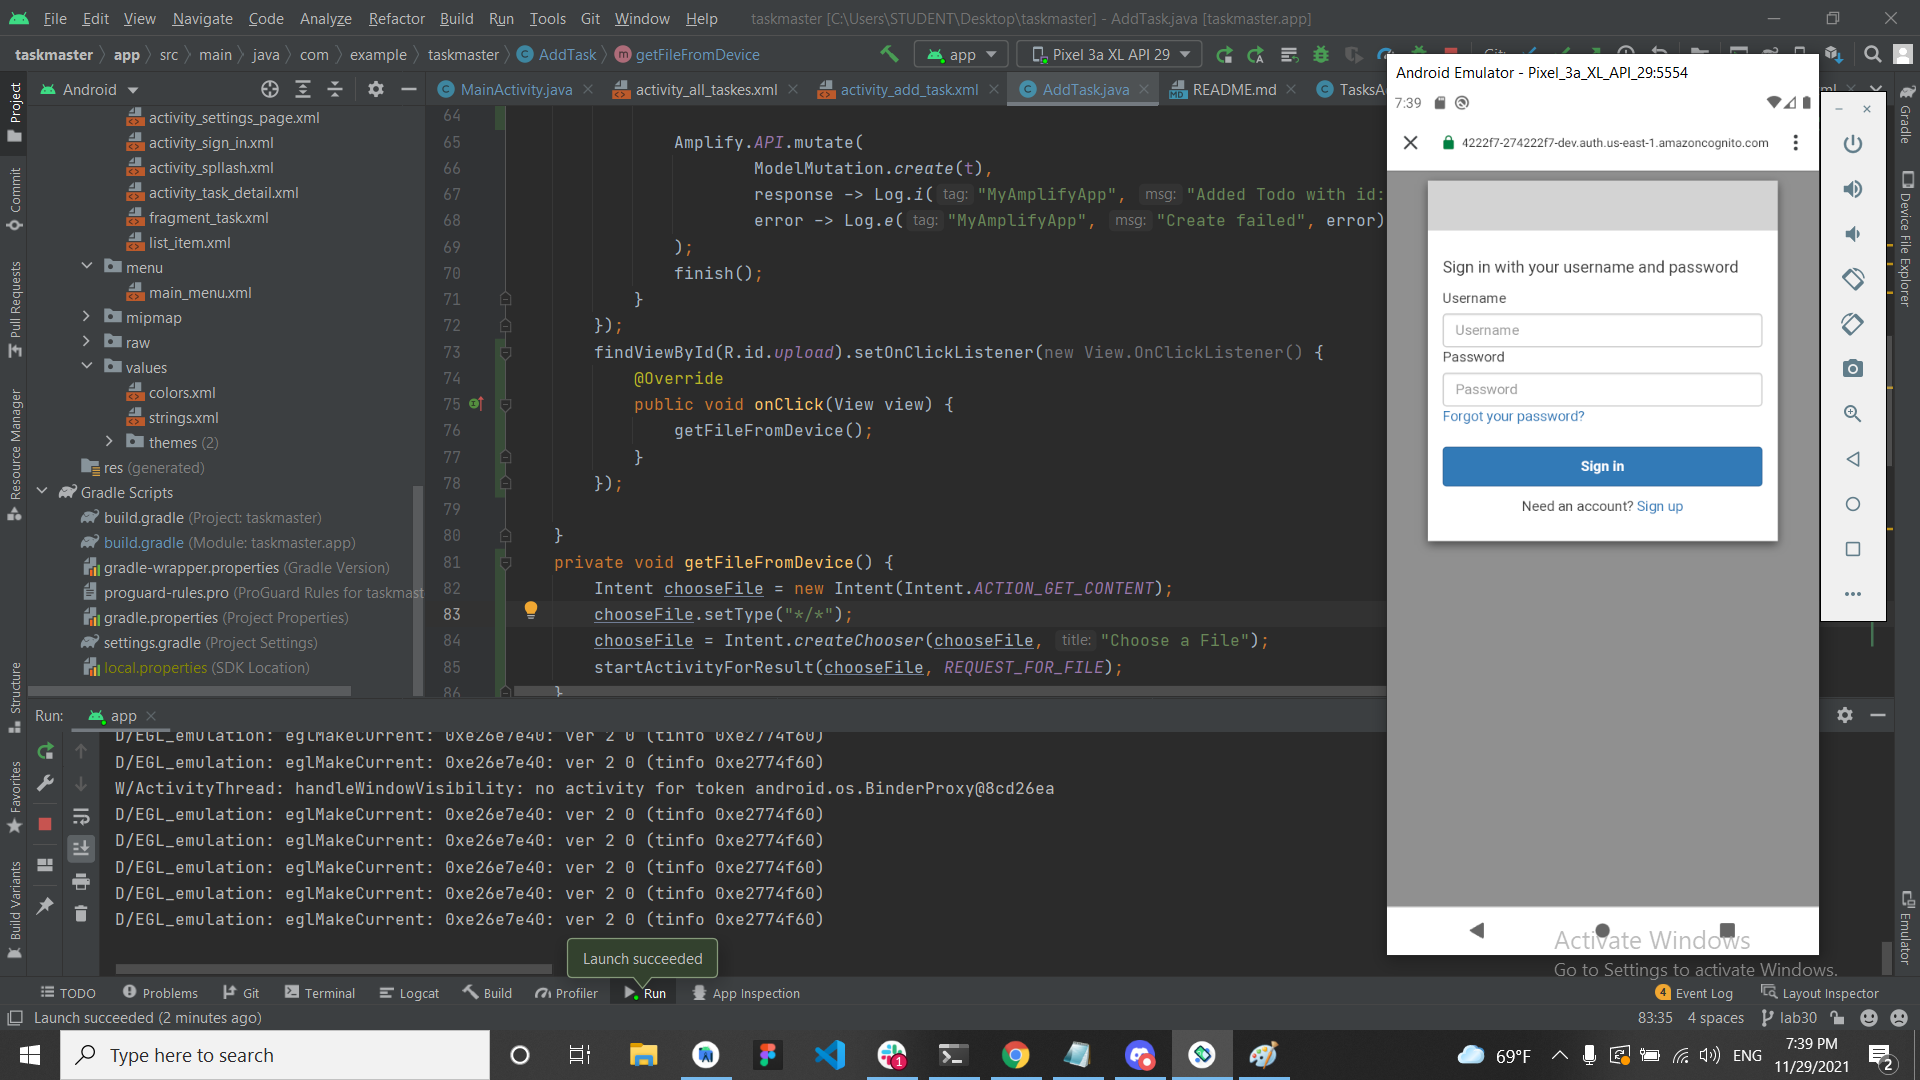 File Edit View Navigate Code Analyze Refactor Build Run Tools Git Window Help taskmaster [C:\Users\STUDENT\Desktop\taskmaster] - AddTask.java [taskmaster.app]
taskmaster app src main java com example taskmaster AddTask getFileFromDevice app Pixel 3a XL API 29 Git:
Android MainActivity.java activity_all_taskes.xml activity_add_task.xml AddTask.java README.md
Project
Commit
Pull Requests
Resource Manager
Structure
Favorites
Build Variants
activity_settings_page.xml
activity_sign_in.xml
activity_spllash.xml
activity_task_detail.xml
fragment_task.xml
list_item.xml
menu
main_menu.xml
mipmap
raw
values
colors.xml
strings.xml
themes (2)
res (generated)
Gradle Scripts
build.gradle (Project: taskmaster)
build.gradle (Module: taskmaster.app)
gradle-wrapper.properties (Gradle Version)
proguard-rules.pro (ProGuard Rules for taskmast
gradle.properties (Project Properties)
settings.gradle (Project Settings)
local.properties (SDK Location)
64
65 Amplify.API.mutate(
66 ModelMutation.create(t),
67 response -> Log.i( tag: "MyAmplifyApp", msg: "Added Todo with id:
68 error -> Log.e( tag: "MyAmplifyApp", msg: "Create failed", error)
69 );
70 finish();
71 }
72 });
73 findViewById(R.id.upload).setOnClickListener(new View.OnClickListener() {
74 @Override
75 public void onClick(View view) {
76 getFileFromDevice();
77 }
78 });
79
80 }
81 private void getFileFromDevice() {
82 Intent chooseFile = new Intent(Intent.ACTION_GET_CONTENT);
83 chooseFile.setType("*/*");
84 chooseFile = Intent.createChooser(chooseFile, title: "Choose a File");
85 startActivityForResult(chooseFile, REQUEST_FOR_FILE);
86 }
Android Emulator - Pixel_3a_XL_API_29:5554
7:39
4222f7-274222f7-dev.auth.us-east-1.amazoncognito.com
Sign in with your username and password
Username
Username
Password
Password
Forgot your password?
Sign in
Need an account? Sign up
Gradle
Device File Explorer
Emulator
Run: app
D/EGL_emulation: eglMakeCurrent: 0xe26e7e40: ver 2 0 (tinfo 0xe2774f60)
D/EGL_emulation: eglMakeCurrent: 0xe26e7e40: ver 2 0 (tinfo 0xe2774f60)
W/ActivityThread: handleWindowVisibility: no activity for token android.os.BinderProxy@8cd26ea
D/EGL_emulation: eglMakeCurrent: 0xe26e7e40: ver 2 0 (tinfo 0xe2774f60)
D/EGL_emulation: eglMakeCurrent: 0xe26e7e40: ver 2 0 (tinfo 0xe2774f60)
D/EGL_emulation: eglMakeCurrent: 0xe26e7e40: ver 2 0 (tinfo 0xe2774f60)
D/EGL_emulation: eglMakeCurrent: 0xe26e7e40: ver 2 0 (tinfo 0xe2774f60)
D/EGL_emulation: eglMakeCurrent: 0xe26e7e40: ver 2 0 (tinfo 0xe2774f60)
Launch succeeded
Activate Windows
Go to Settings to activate Windows.
TODO Problems Git Terminal Logcat Build Profiler Run App Inspection 4 Event Log Layout Inspector
Launch succeeded (2 minutes ago) 83:35 4 spaces lab30
Type here to search 1 69°F ENG 7:39 PM
11/29/2021 2